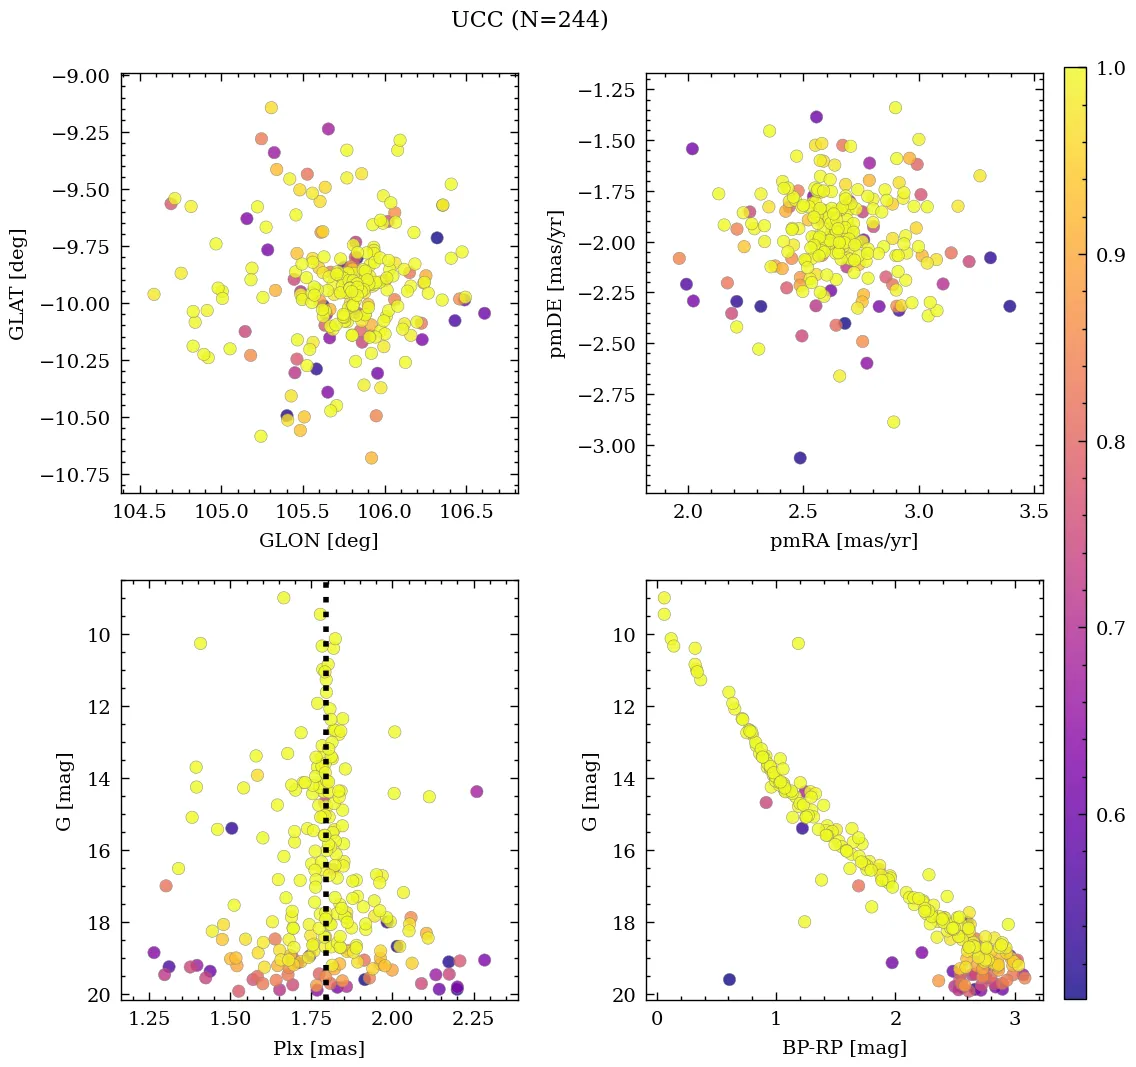 UCC (N=244)
−9.00
−9.25
−9.50
−9.75
−10.00
−10.25
−10.50
−10.75
GLAT [deg]
104.5 105.0 105.5 106.0 106.5
GLON [deg]
−1.25
−1.50
−1.75
−2.00
−2.25
−2.50
−2.75
−3.00
pmDE [mas/yr]
2.0 2.5 3.0 3.5
pmRA [mas/yr]
1.0
0.9
0.8
0.7
0.6
10
12
14
16
18
20
G [mag]
1.25 1.50 1.75 2.00 2.25
Plx [mas]
10
12
14
16
18
20
G [mag]
0 1 2 3
BP-RP [mag]